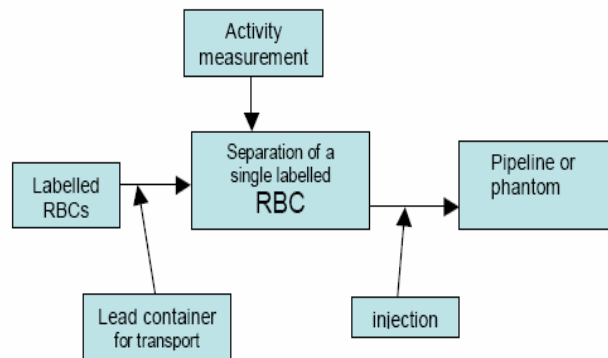 Activity
measurement
Labelled
RBCs
Separation of a
single labelled
RBC
Pipeline or
phantom
Lead container
for transport
injection